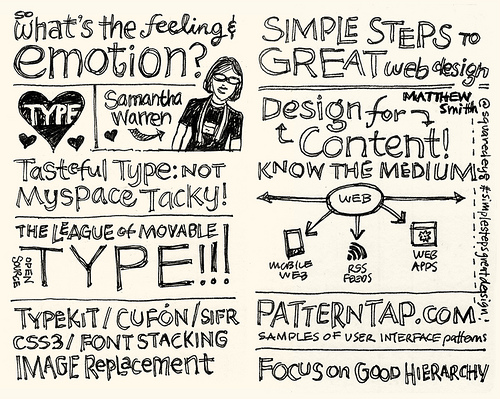 SO
What's the feeling &
emotion?
TYPE
Samantha
Warren
Tasteful Type: NOT
Myspace Tacky!
THE LEAGUE of MOVABLE
TYPE!!!
OPEN
SOURCE
TYPEKIT / CUFÓN / SIFR
CSS3 / FONT STACKING
IMAGE Replacement
SIMPLE STEPS TO
GREAT web design
MATTHEW
Smith
Design for
Content!
KNOW THE MEDIUM
WEB
MOBILE
WEB
RSS
FEEDS
WEB
APPS
@squaredeye #simplestepsgreatdesign!
PATTERNTAP.COM
SAMPLES OF USER INTERFACE patterns
FOCUS on GOOD HIERARCHY